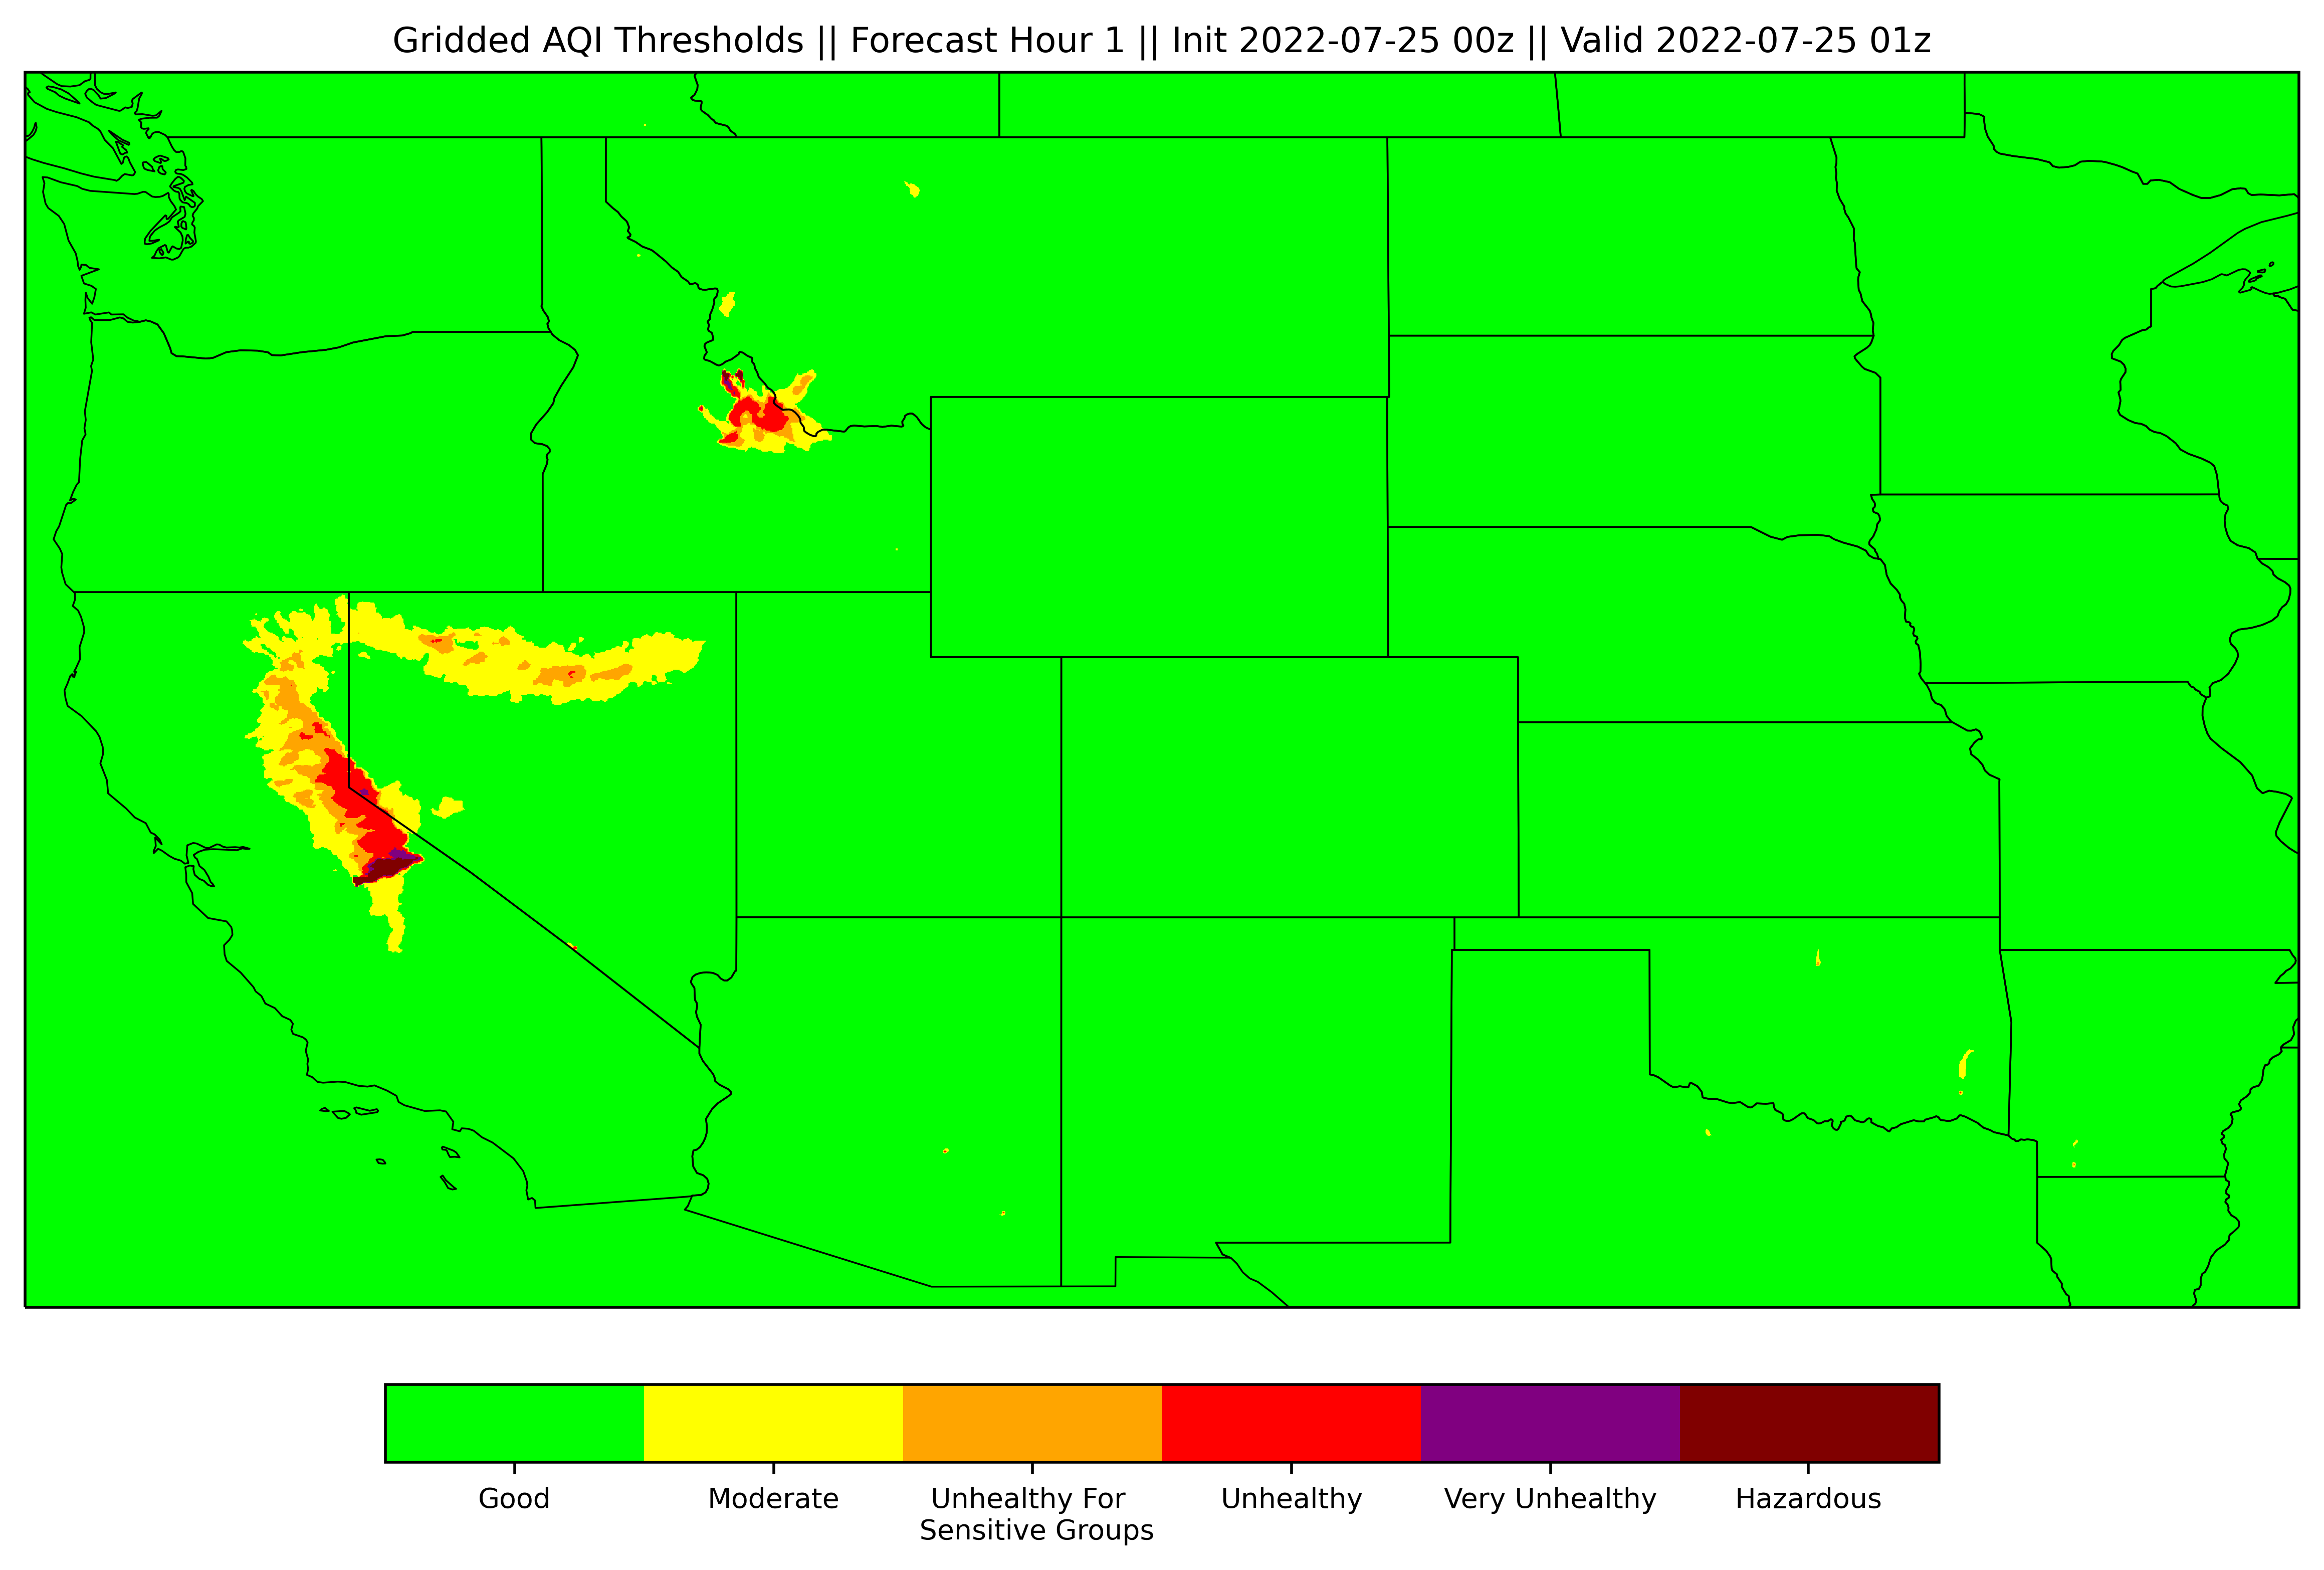 Gridded AQI Thresholds || Forecast Hour 1 || Init 2022-07-25 00z || Valid 2022-07-25 01z
Good
Moderate
Unhealthy For
Sensitive Groups
Unhealthy
Very Unhealthy
Hazardous